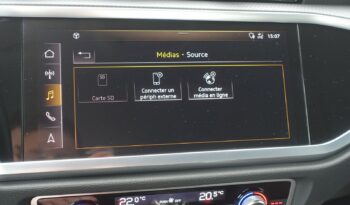 15:07
Médias · Source
SD
Carte SD
Connecter un
périph externe
Connecter
média en ligne
22.0°C
20.5°C